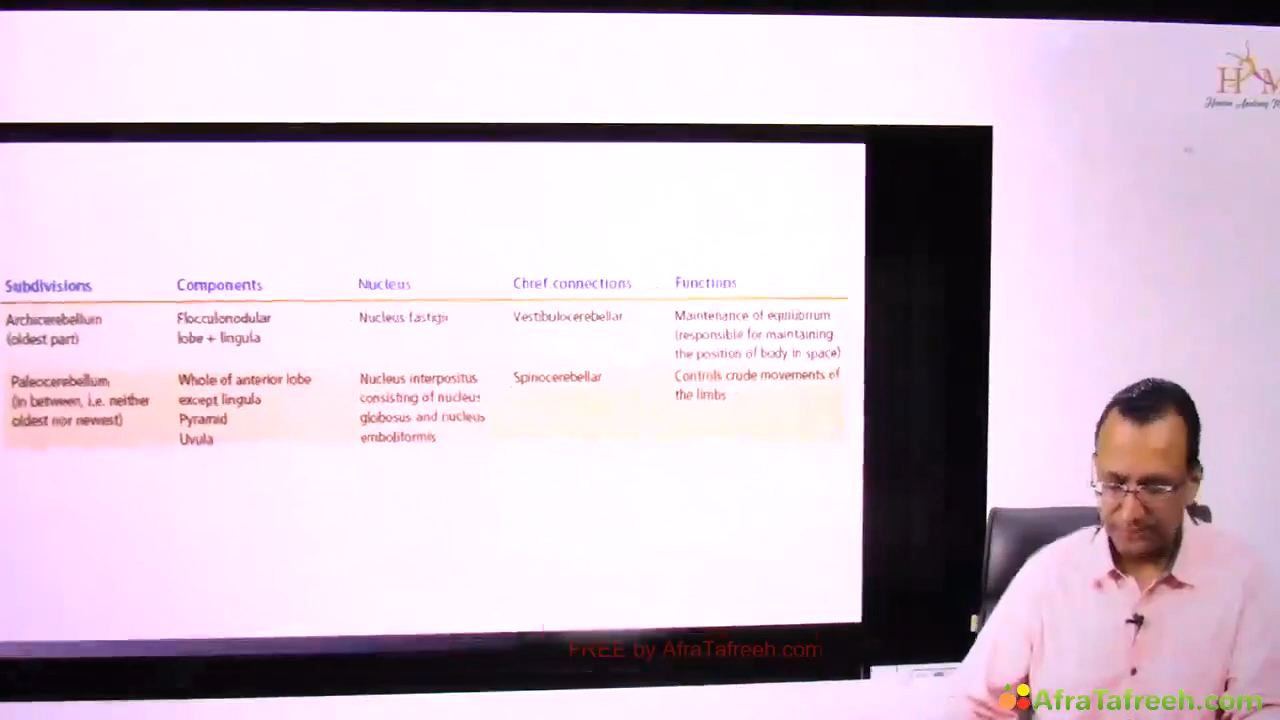 H M
Subdivisions Components Nucleus Chref connections Functions
Archicerebellum Flocculonodular Nucleus fastigii Vestibulocerebellar Maintenance of equilibrium
(oldest part) lobe + lingula (responsible for maintaining
the position of body in space)
Paleocerebellum Whole of anterior lobe Nucleus interpositus Spinocerebellar Controls crude movements of
(in between, i.e. neither except lingula consisting of nucleus the limbs
oldest nor newest) Pyramid globosus and nucleus
Uvula emboliformis
FREE by AfraTafreeh.com
AfraTafreeh.com